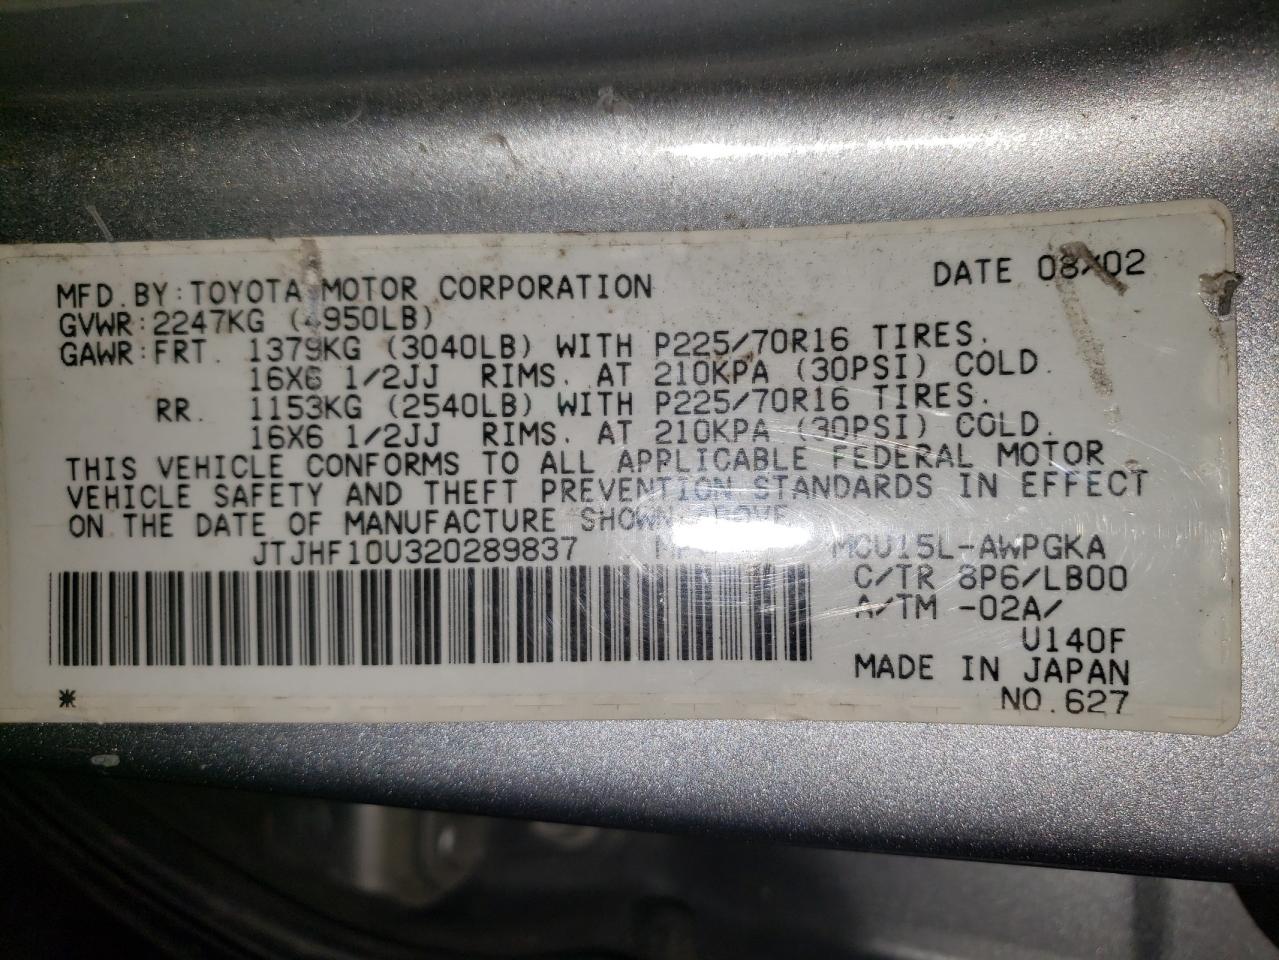 MFD. BY: TOYOTA MOTOR CORPORATION DATE 08/02
GVWR: 2247KG (4950LB)
GAWR: FRT. 1379KG (3040LB) WITH P225/70R16 TIRES.
16X6 1/2JJ RIMS. AT 210KPA (30PSI) COLD.
RR. 1153KG (2540LB) WITH P225/70R16 TIRES.
16X6 1/2JJ RIMS. AT 210KPA (30PSI) COLD.
THIS VEHICLE CONFORMS TO ALL APPLICABLE FEDERAL MOTOR
VEHICLE SAFETY AND THEFT PREVENTION STANDARDS IN EFFECT
ON THE DATE OF MANUFACTURE SHOWN ABOVE.
JTJHF10U320289837 MCU15L-AWPGKA
C/TR 8P6/LB00
A/TM -02A/
U140F
MADE IN JAPAN
* NO. 627